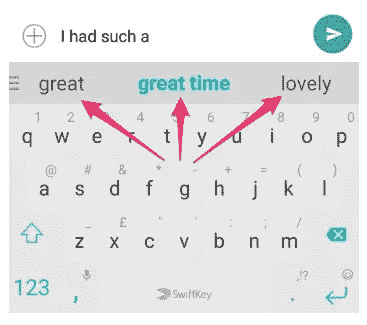 I had such a
great great time lovely
1 2 3 4 5 6 7 8 9 0
q w e r t y u i o p
@ # & * - + = ( )
a s d f g h j k l
_ £ " ' : ; /
z x c v b n m
123 , SwiftKey . ,!?